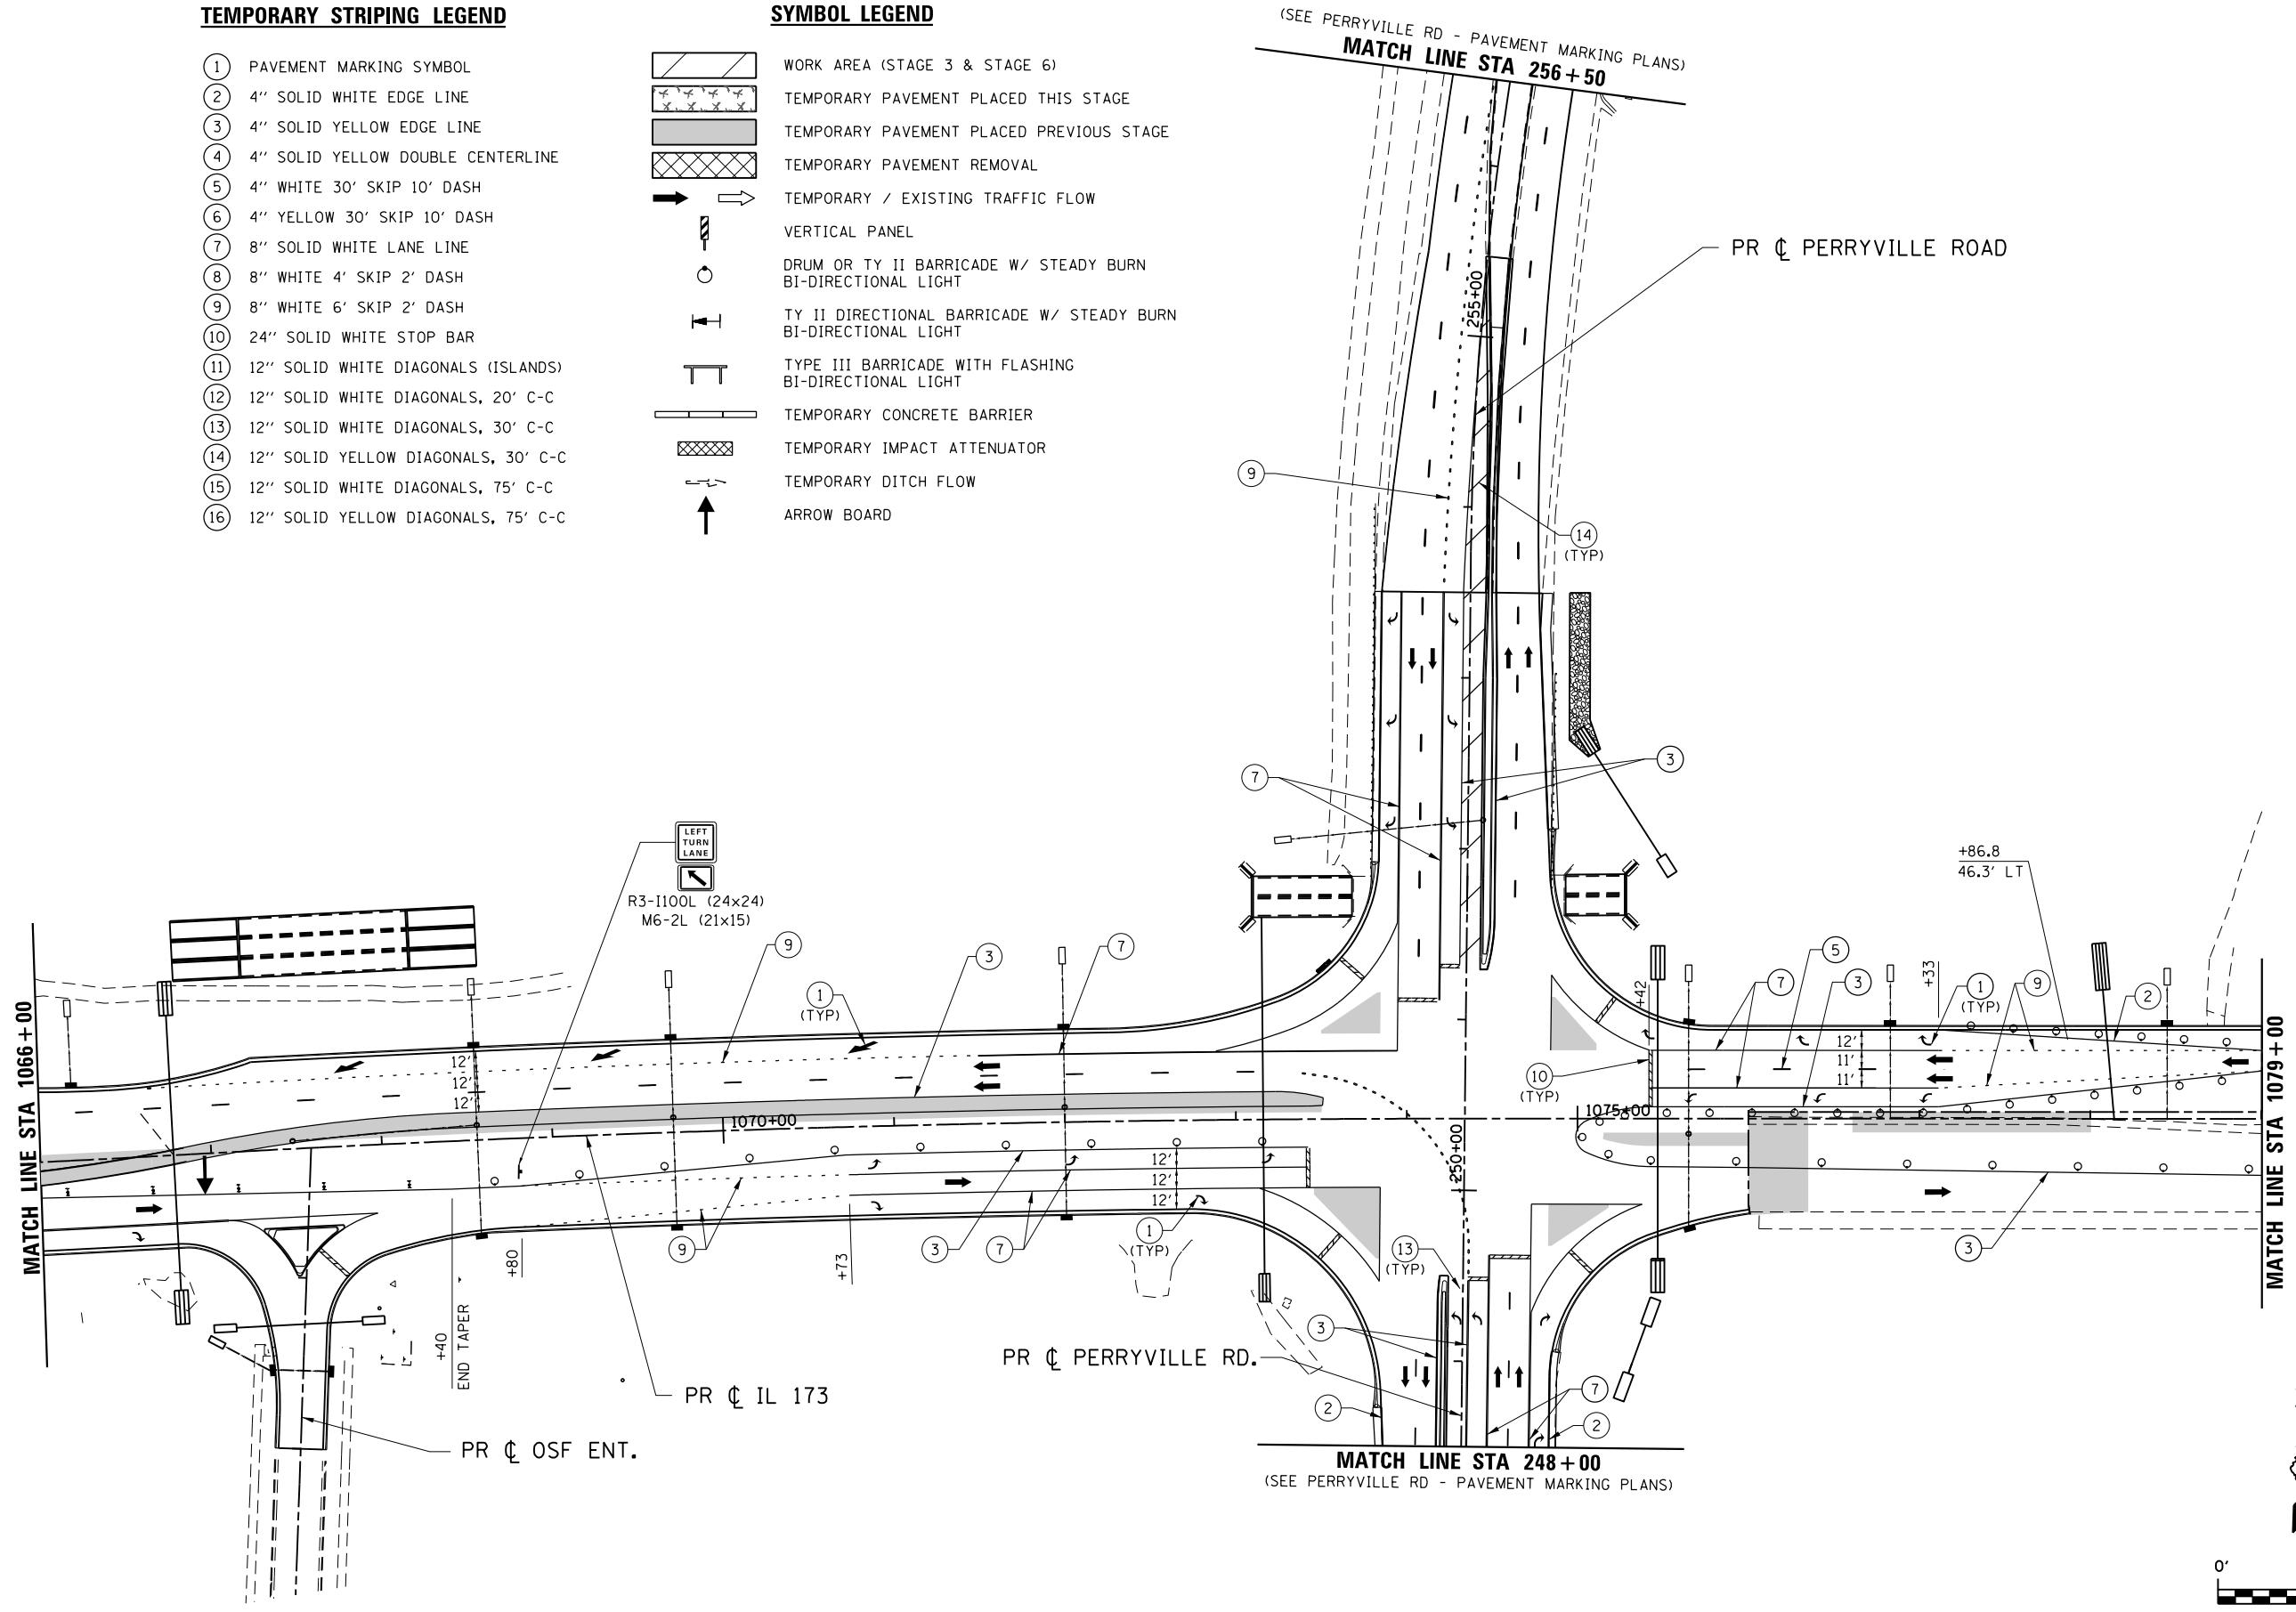 TEMPORARY STRIPING LEGEND
1 PAVEMENT MARKING SYMBOL
2 4'' SOLID WHITE EDGE LINE
3 4'' SOLID YELLOW EDGE LINE
4 4'' SOLID YELLOW DOUBLE CENTERLINE
5 4'' WHITE 30' SKIP 10' DASH
6 4'' YELLOW 30' SKIP 10' DASH
7 8'' SOLID WHITE LANE LINE
8 8'' WHITE 4' SKIP 2' DASH
9 8'' WHITE 6' SKIP 2' DASH
10 24'' SOLID WHITE STOP BAR
11 12'' SOLID WHITE DIAGONALS (ISLANDS)
12 12'' SOLID WHITE DIAGONALS, 20' C-C
13 12'' SOLID WHITE DIAGONALS, 30' C-C
14 12'' SOLID YELLOW DIAGONALS, 30' C-C
15 12'' SOLID WHITE DIAGONALS, 75' C-C
16 12'' SOLID YELLOW DIAGONALS, 75' C-C
SYMBOL LEGEND
WORK AREA (STAGE 3 & STAGE 6)
TEMPORARY PAVEMENT PLACED THIS STAGE
TEMPORARY PAVEMENT PLACED PREVIOUS STAGE
TEMPORARY PAVEMENT REMOVAL
TEMPORARY / EXISTING TRAFFIC FLOW
VERTICAL PANEL
DRUM OR TY II BARRICADE W/ STEADY BURN
BI-DIRECTIONAL LIGHT
TY II DIRECTIONAL BARRICADE W/ STEADY BURN
BI-DIRECTIONAL LIGHT
TYPE III BARRICADE WITH FLASHING
BI-DIRECTIONAL LIGHT
TEMPORARY CONCRETE BARRIER
TEMPORARY IMPACT ATTENUATOR
TEMPORARY DITCH FLOW
ARROW BOARD
(SEE PERRYVILLE RD - PAVEMENT MARKING PLANS)
MATCH LINE STA 256+50
PR ℄ PERRYVILLE ROAD
255+00
9
14
(TYP)
7
3
LEFT
TURN
LANE
R3-I100L (24x24)
M6-2L (21x15)
+86.8
46.3' LT
MATCH LINE STA 1066+00
9
3
7
1
(TYP)
12'
12'
12'
1070+00
+42
7
5
3
+33
1
(TYP)
9
2
12'
11'
11'
10
(TYP)
1075+00
250+00
MATCH LINE STA 1079+00
12'
12'
12'
9
3
7
1
(TYP)
13
(TYP)
3
+80
+73
+40
END TAPER
3
2
7
2
PR ℄ PERRYVILLE RD.
PR ℄ IL 173
PR ℄ OSF ENT.
MATCH LINE STA 248+00
(SEE PERRYVILLE RD - PAVEMENT MARKING PLANS)
0'